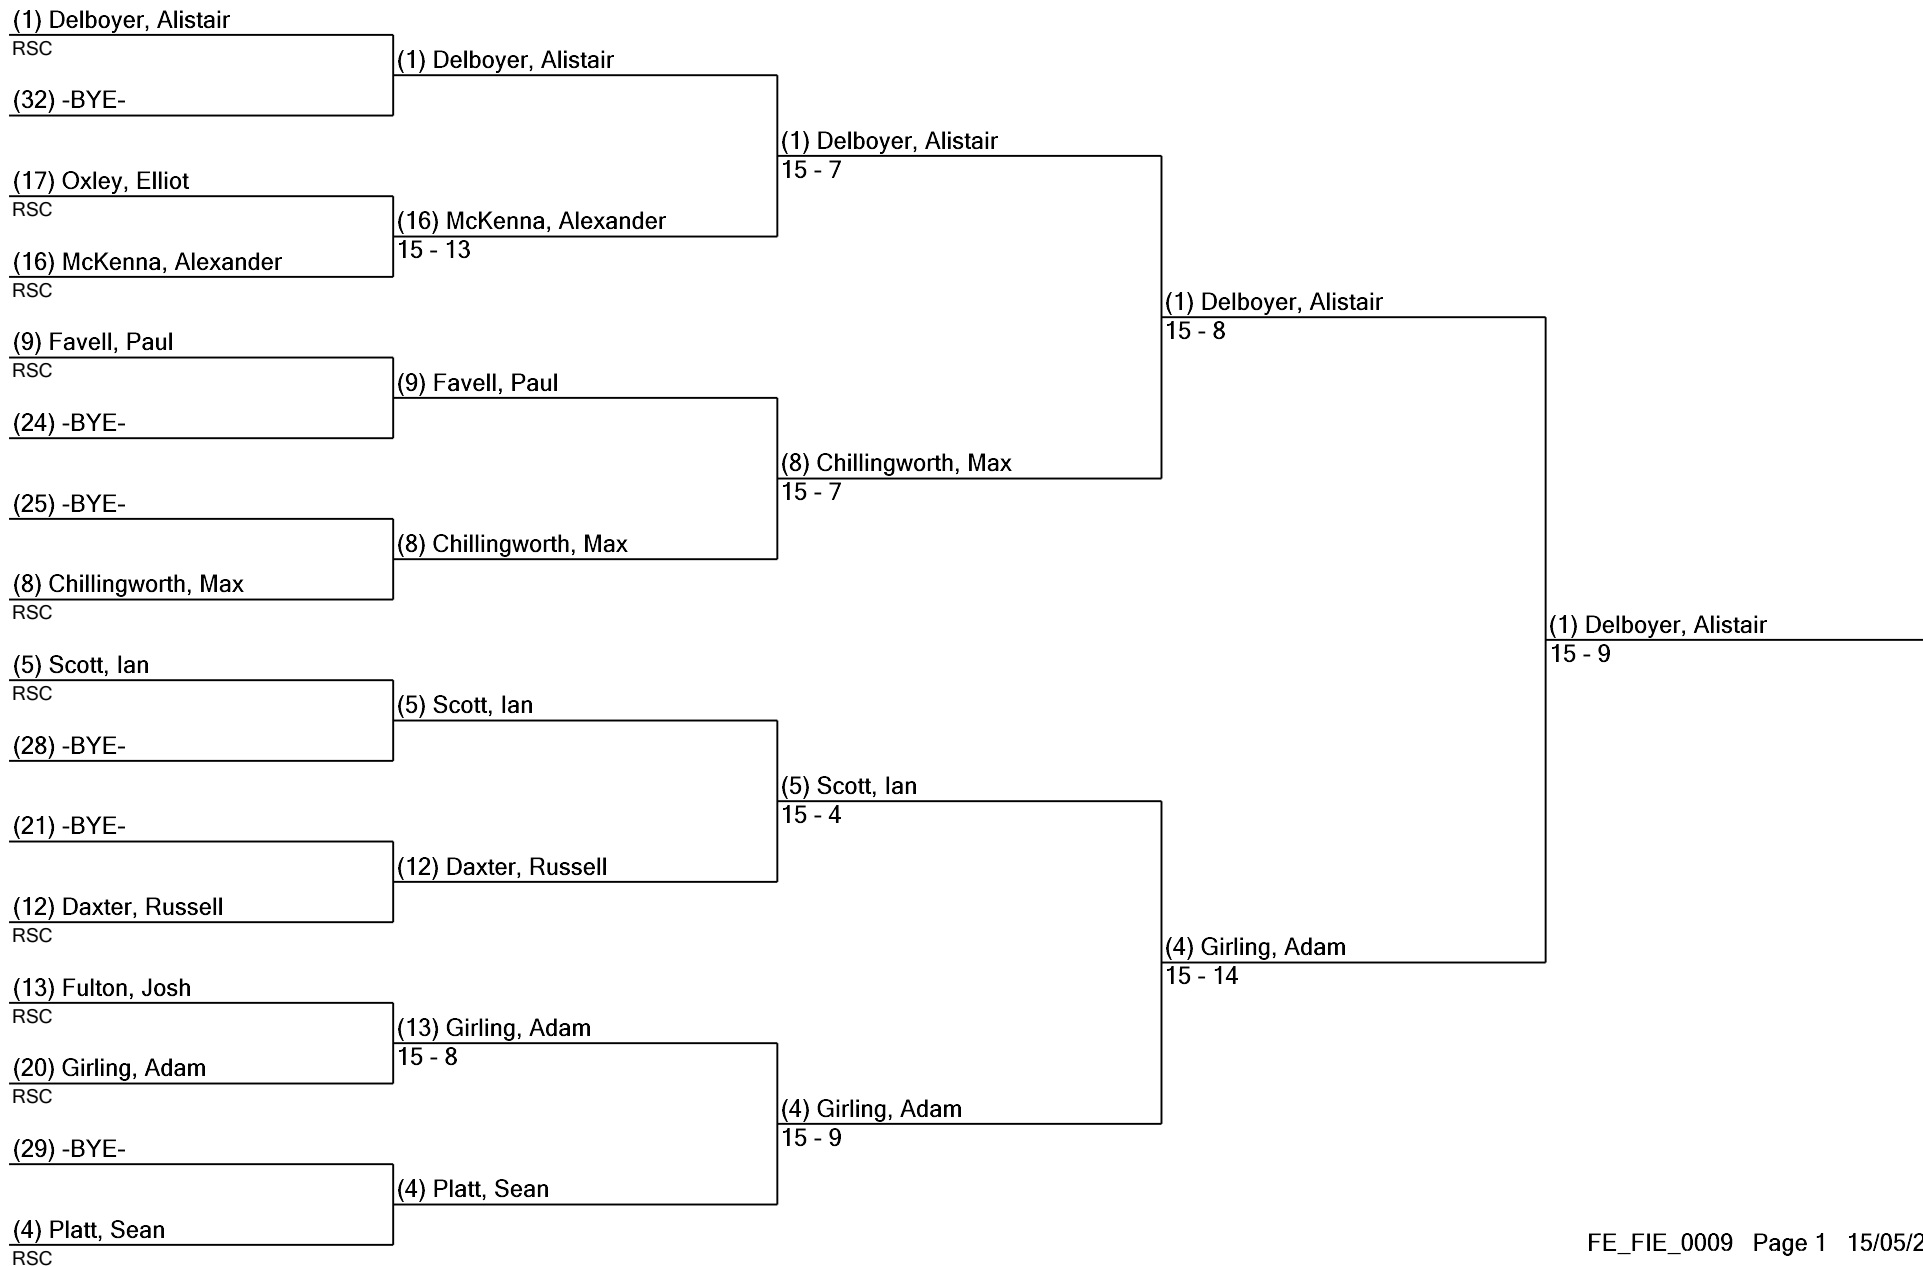 (1) Delboyer, Alistair
RSC
(32) -BYE-
(17) Oxley, Elliot
RSC
(16) McKenna, Alexander
RSC
(9) Favell, Paul
RSC
(24) -BYE-
(25) -BYE-
(8) Chillingworth, Max
RSC
(5) Scott, Ian
RSC
(28) -BYE-
(21) -BYE-
(12) Daxter, Russell
RSC
(13) Fulton, Josh
RSC
(20) Girling, Adam
RSC
(29) -BYE-
(4) Platt, Sean
RSC
(1) Delboyer, Alistair
(16) McKenna, Alexander
15 - 13
(9) Favell, Paul
(8) Chillingworth, Max
(5) Scott, Ian
(12) Daxter, Russell
(13) Girling, Adam
15 - 8
(4) Platt, Sean
(1) Delboyer, Alistair
15 - 7
(8) Chillingworth, Max
15 - 7
(5) Scott, Ian
15 - 4
(4) Girling, Adam
15 - 9
(1) Delboyer, Alistair
15 - 8
(4) Girling, Adam
15 - 14
(1) Delboyer, Alistair
15 - 9
FE_FIE_0009 Page 1 15/05/2